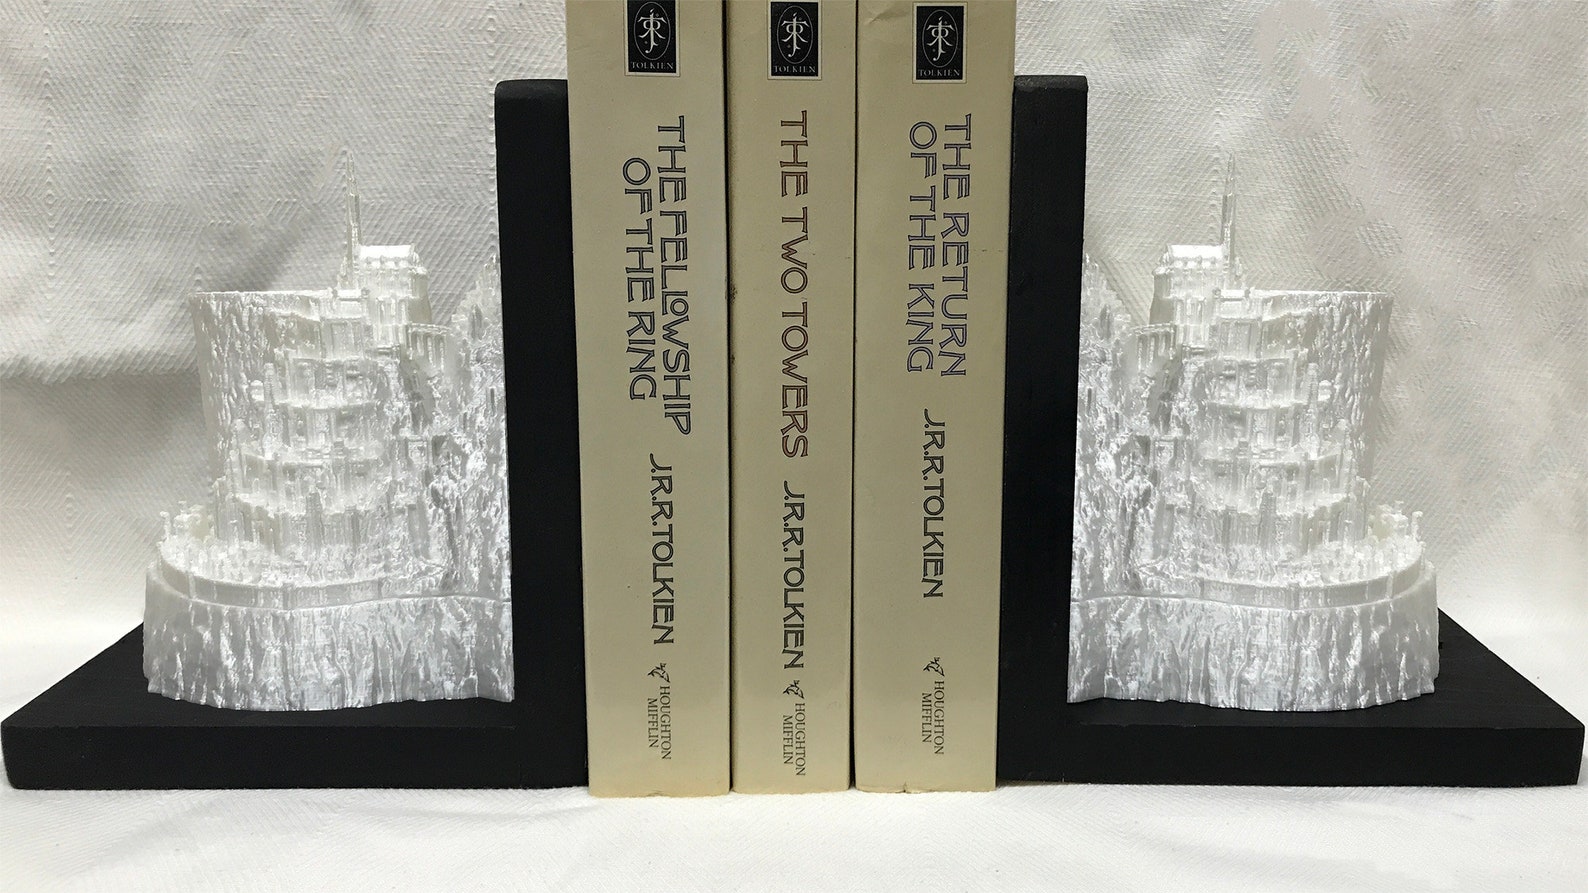 TOLKIEN
THE FELLOWSHIP
OF THE RING
J.R.R. TOLKIEN
HOUGHTON
MIFFLIN
TOLKIEN
THE TWO TOWERS
J.R.R. TOLKIEN
HOUGHTON
MIFFLIN
TOLKIEN
THE RETURN
OF THE KING
J.R.R. TOLKIEN
HOUGHTON
MIFFLIN